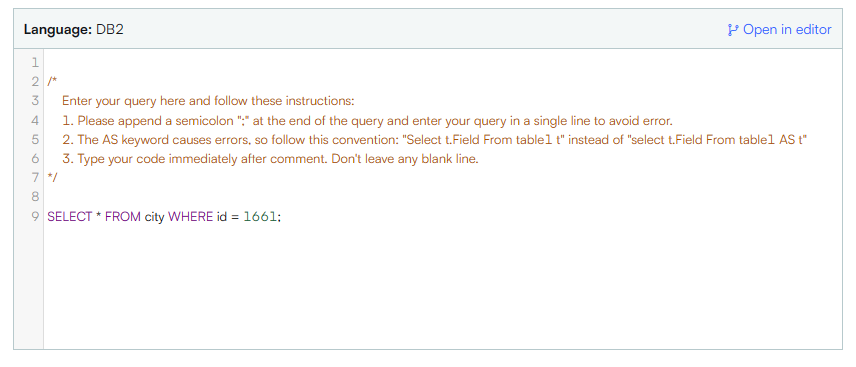 Language: DB2
Open in editor
1
2 /*
3 Enter your query here and follow these instructions:
4 1. Please append a semicolon ";" at the end of the query and enter your query in a single line to avoid error.
5 2. The AS keyword causes errors, so follow this convention: "Select t.Field From table1 t" instead of "select t.Field From table1 AS t"
6 3. Type your code immediately after comment. Don't leave any blank line.
7 */
8
9 SELECT * FROM city WHERE id = 1661;